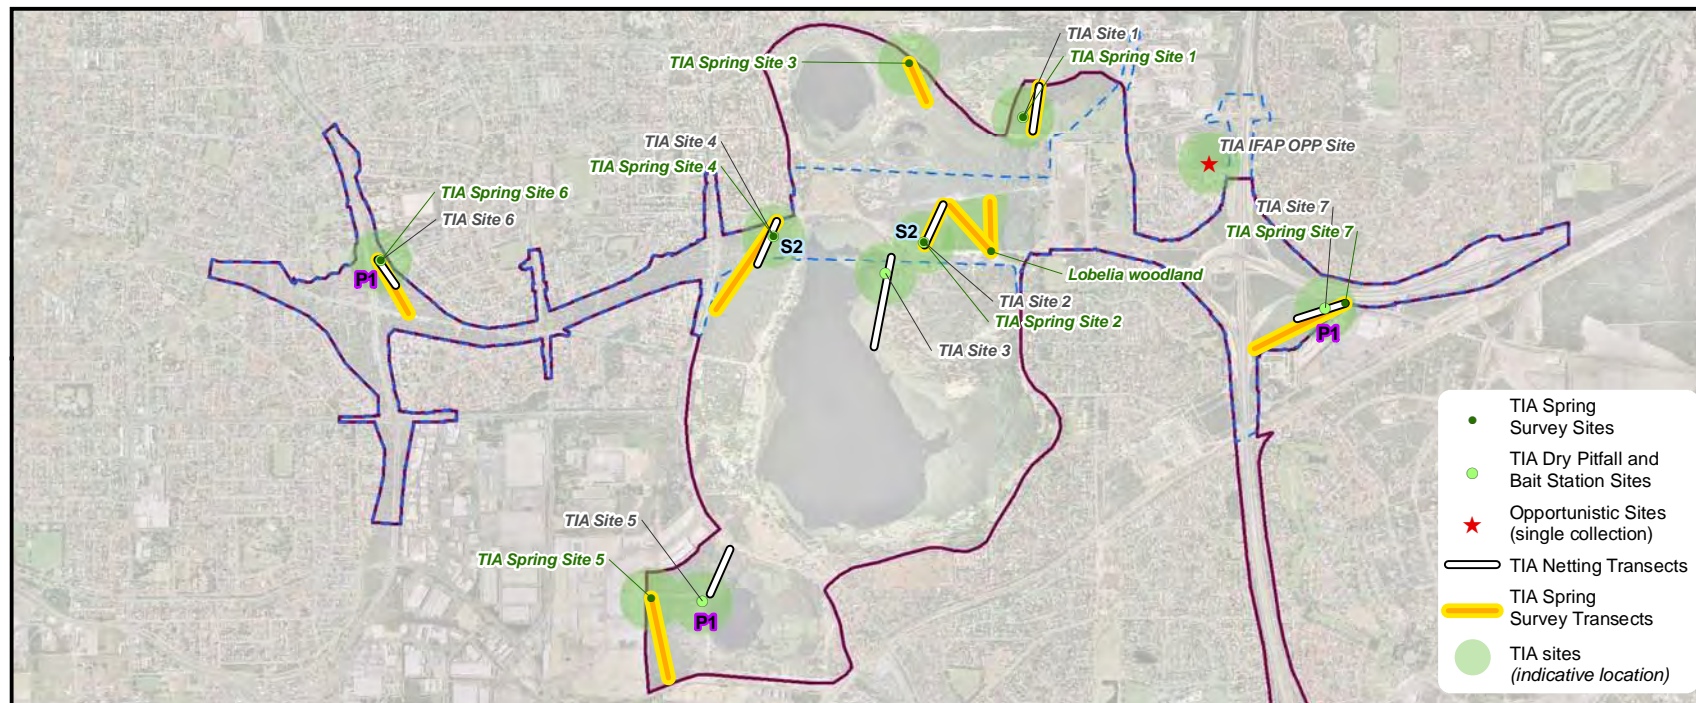 TIA Site 1
TIA Spring Site 1
TIA Spring Site 3
TIA Site 4
TIA Spring Site 4
TIA IFAP OPP Site
TIA Spring Site 6
TIA Site 6
TIA Site 7
TIA Spring Site 7
S2
S2
P1
Lobelia woodland
TIA Site 2
TIA Spring Site 2
P1
TIA Site 3
TIA Site 5
TIA Spring Site 5
P1
TIA Spring
Survey Sites
TIA Dry Pitfall and
Bait Station Sites
Opportunistic Sites
(single collection)
TIA Netting Transects
TIA Spring
Survey Transects
TIA sites
(indicative location)